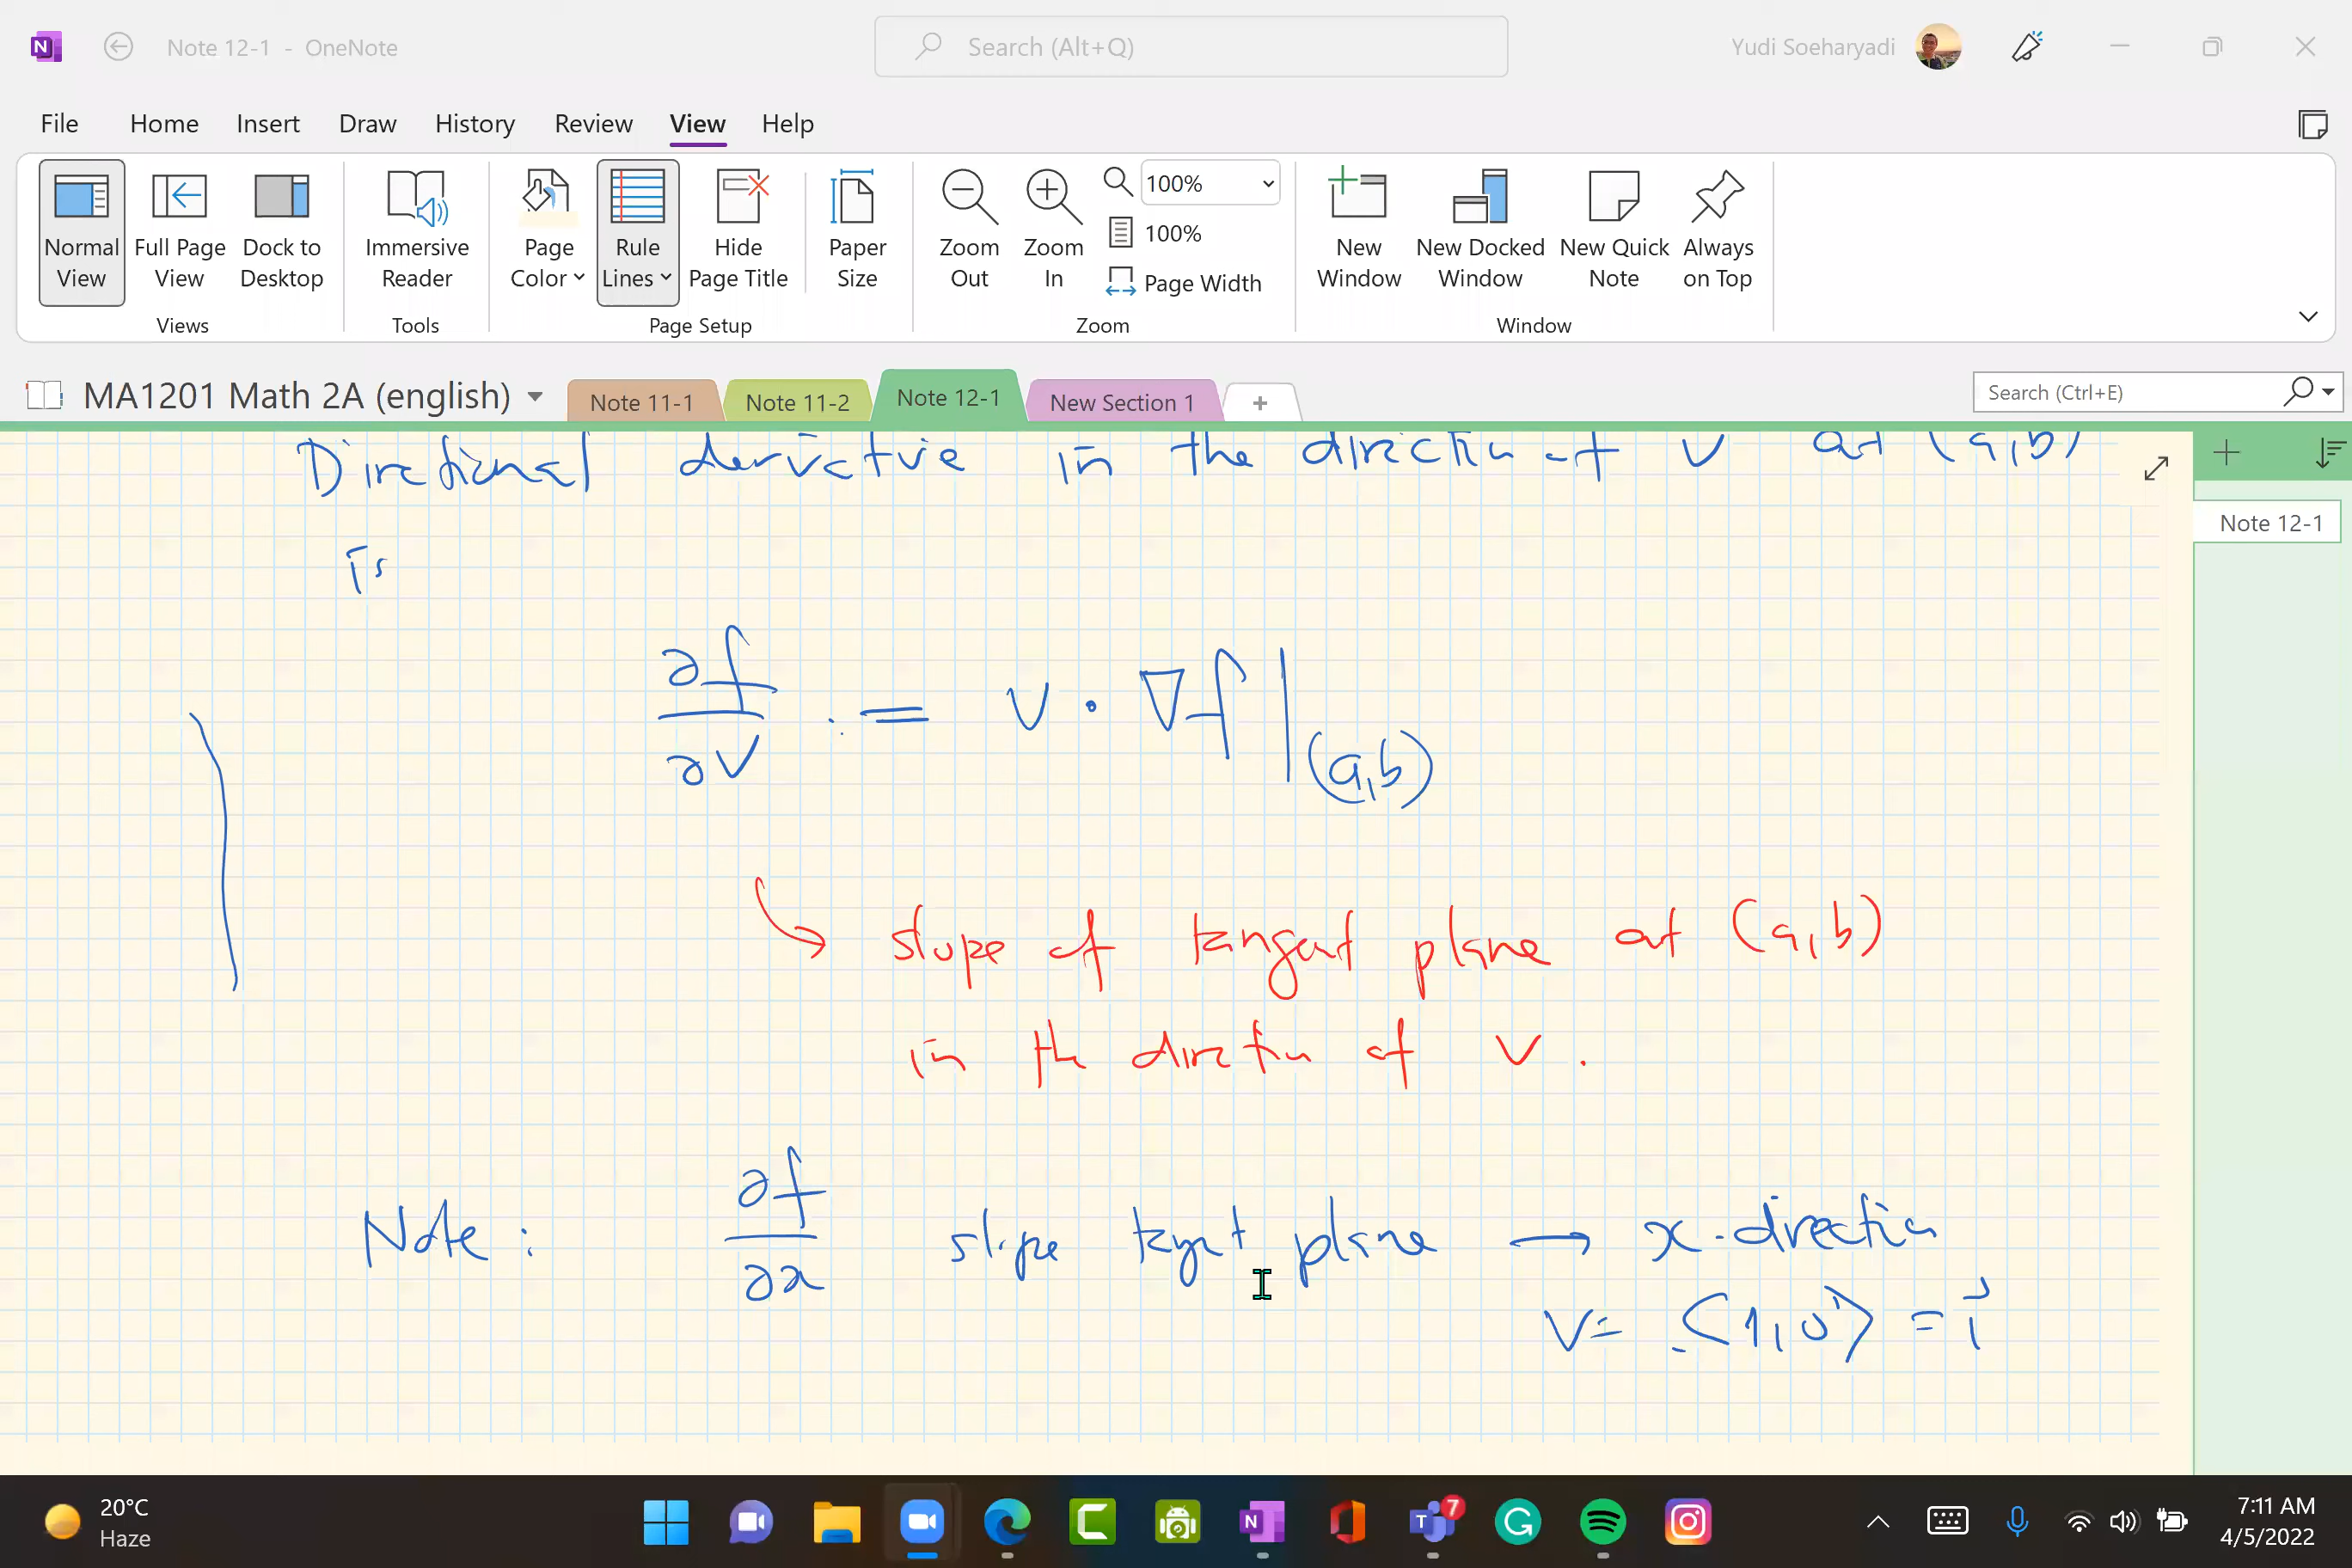 Note 12-1 - OneNote
Search (Alt+Q)
Yudi Soeharyadi
File Home Insert Draw History Review View Help
Normal View
Full Page View
Dock to Desktop
Immersive Reader
Page Color
Rule Lines
Hide Page Title
Paper Size
Zoom Out
Zoom In
100%
100%
Page Width
New Window
New Docked Window
New Quick Note
Always on Top
Views
Tools
Page Setup
Zoom
Window
MA1201 Math 2A (english)
Note 11-1
Note 11-2
Note 12-1
New Section 1
+
Search (Ctrl+E)
Note 12-1
Directional derivative in the direction of v at (a,b)
is
∂f/∂v := v · ∇f |(a,b)
slope of tangent plane at (a,b)
in the direction of v.
Note: ∂f/∂x slope tangent plane → x-direction
v = <1,0> = i⃗
20°C
Haze
7
7:11 AM
4/5/2022